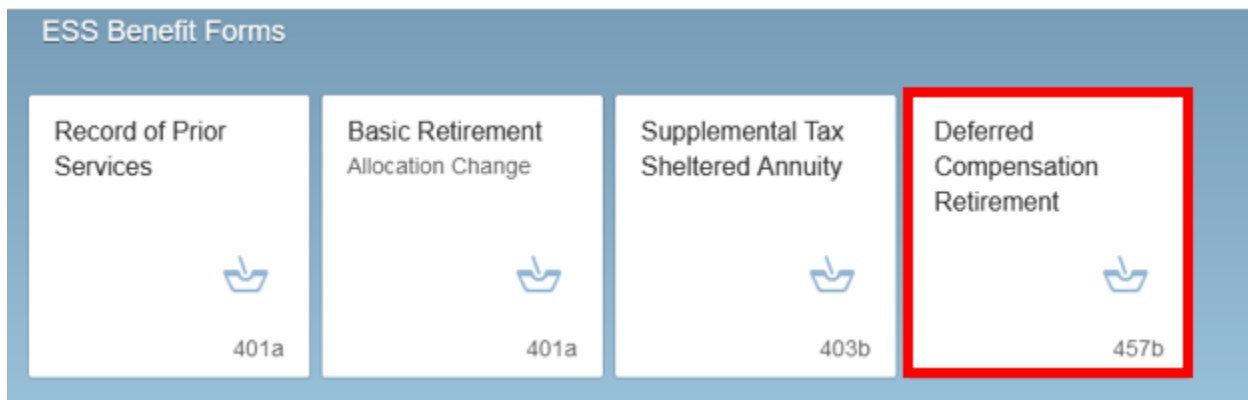 ESS Benefit Forms
Record of Prior
Services
401a
Basic Retirement
Allocation Change
401a
Supplemental Tax
Sheltered Annuity
403b
Deferred
Compensation
Retirement
457b